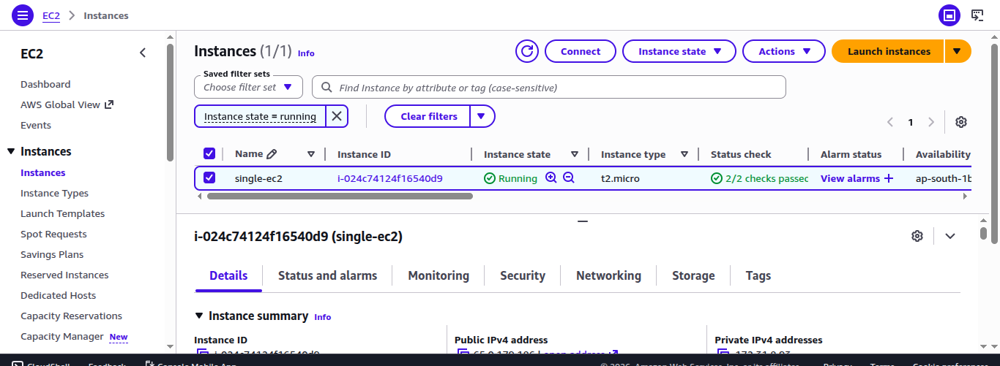 EC2 > Instances
EC2
Dashboard
AWS Global View
Events
Instances
Instances
Instance Types
Launch Templates
Spot Requests
Savings Plans
Reserved Instances
Dedicated Hosts
Capacity Reservations
Capacity Manager New
Instances (1/1) Info
Connect
Instance state
Actions
Launch instances
Saved filter sets
Choose filter set
Find Instance by attribute or tag (case-sensitive)
Instance state = running
Clear filters
1
Name Instance ID Instance state Instance type Status check Alarm status Availability
single-ec2 i-024c74124f16540d9 Running t2.micro 2/2 checks passec View alarms + ap-south-1b
i-024c74124f16540d9 (single-ec2)
Details Status and alarms Monitoring Security Networking Storage Tags
Instance summary Info
Instance ID Public IPv4 address Private IPv4 addresses
i-024c74124f16540d9
CloudShell Feedback Console Mobile App © 2026, Amazon Web Services, Inc. or its affiliates. Privacy Terms Cookie preferences